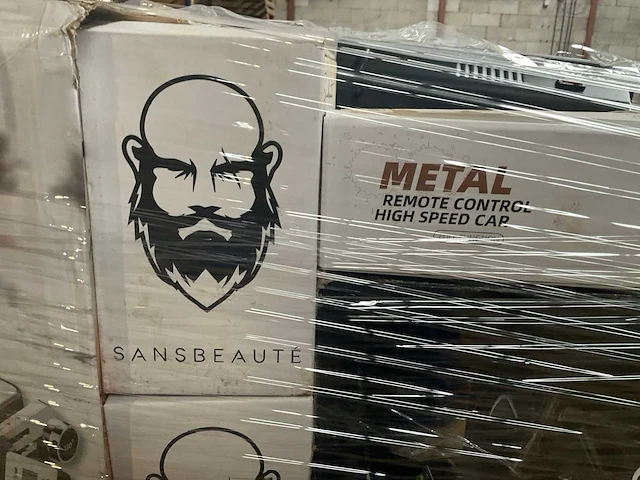 SANSBEAUTÉ
METAL
REMOTE CONTROL
HIGH SPEED CAR